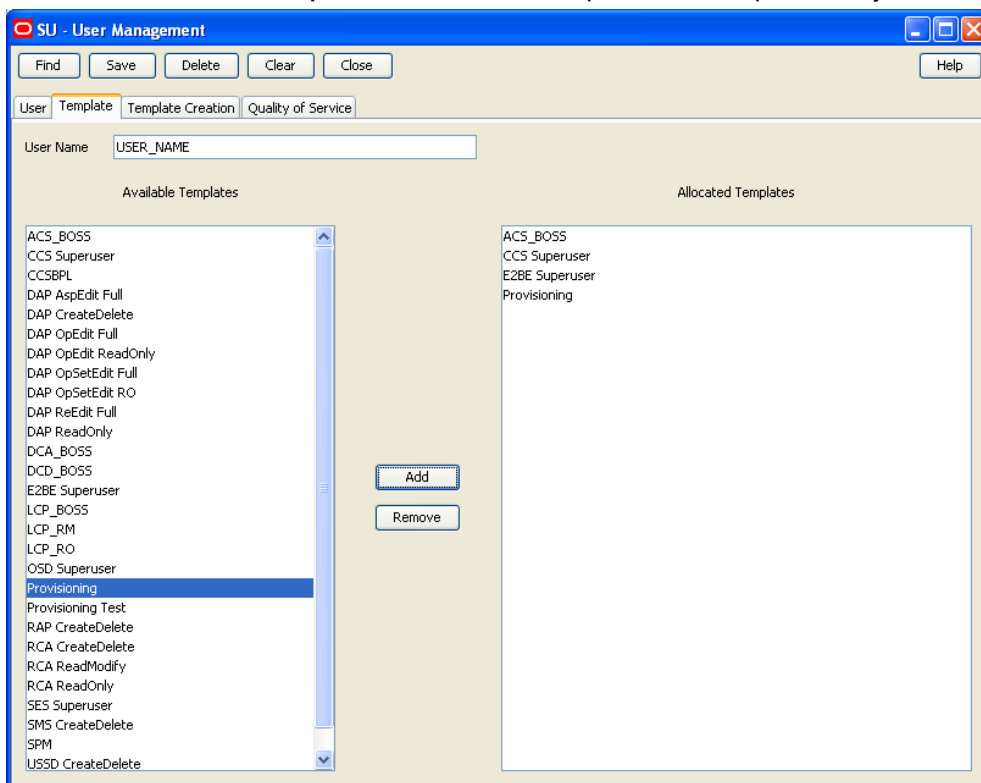 SU - User Management
Find Save Delete Clear Close Help
User Template Template Creation Quality of Service
User Name USER_NAME
Available Templates Allocated Templates
ACS_BOSS
CCS Superuser
CCSBPL
DAP AspEdit Full
DAP CreateDelete
DAP OpEdit Full
DAP OpEdit ReadOnly
DAP OpSetEdit Full
DAP OpSetEdit RO
DAP ReEdit Full
DAP ReadOnly
DCA_BOSS
DCD_BOSS
E2BE Superuser
LCP_BOSS
LCP_RM
LCP_RO
OSD Superuser
Provisioning
Provisioning Test
RAP CreateDelete
RCA CreateDelete
RCA ReadModify
RCA ReadOnly
SES Superuser
SMS CreateDelete
SPM
USSD CreateDelete
Add
Remove
ACS_BOSS
CCS Superuser
E2BE Superuser
Provisioning